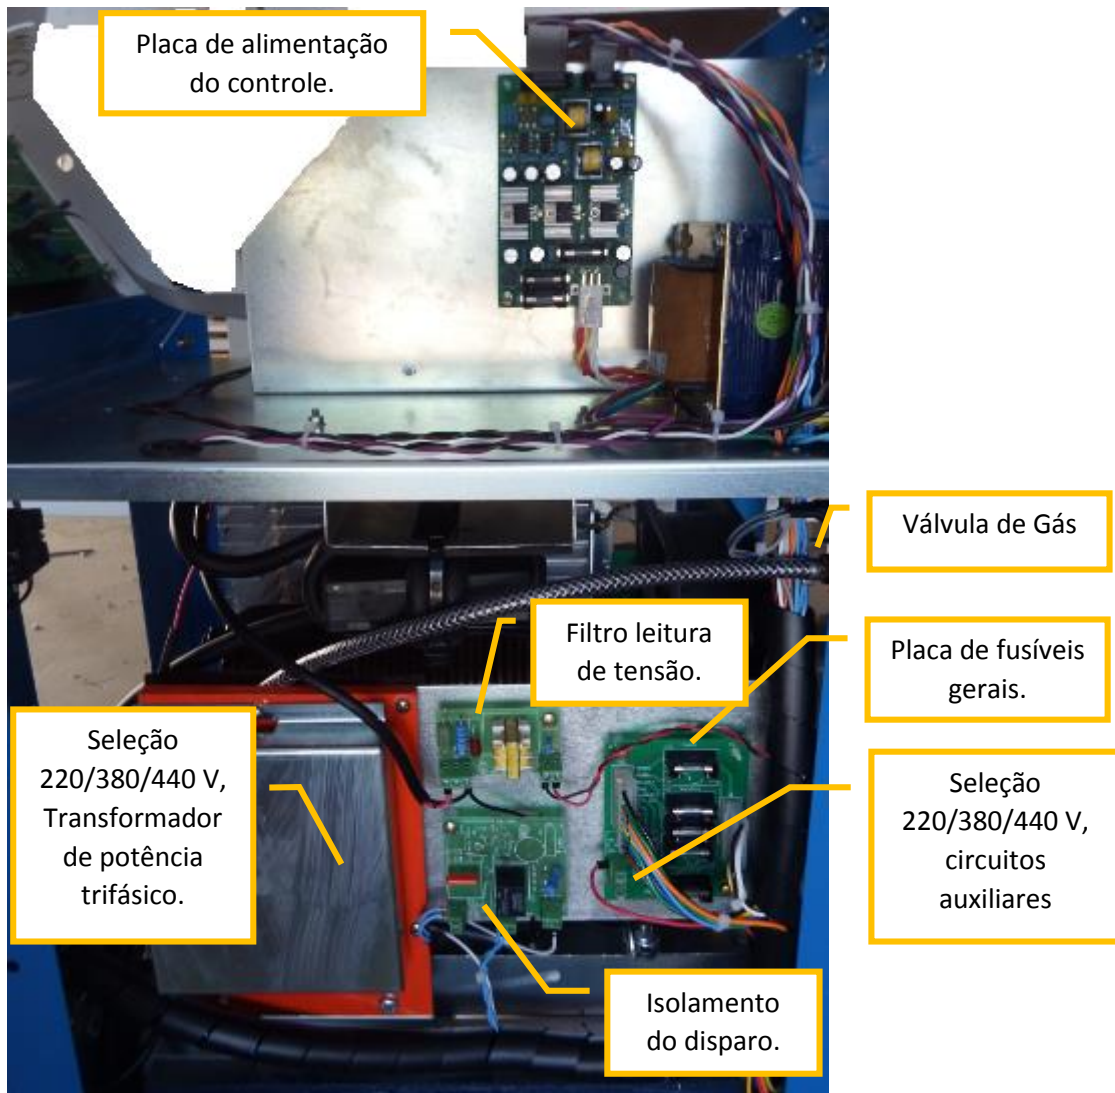 Placa de alimentação
do controle.
Válvula de Gás
Filtro leitura
de tensão.
Placa de fusíveis
gerais.
Seleção
220/380/440 V,
Transformador
de potência
trifásico.
Seleção
220/380/440 V,
circuitos
auxiliares
Isolamento
do disparo.